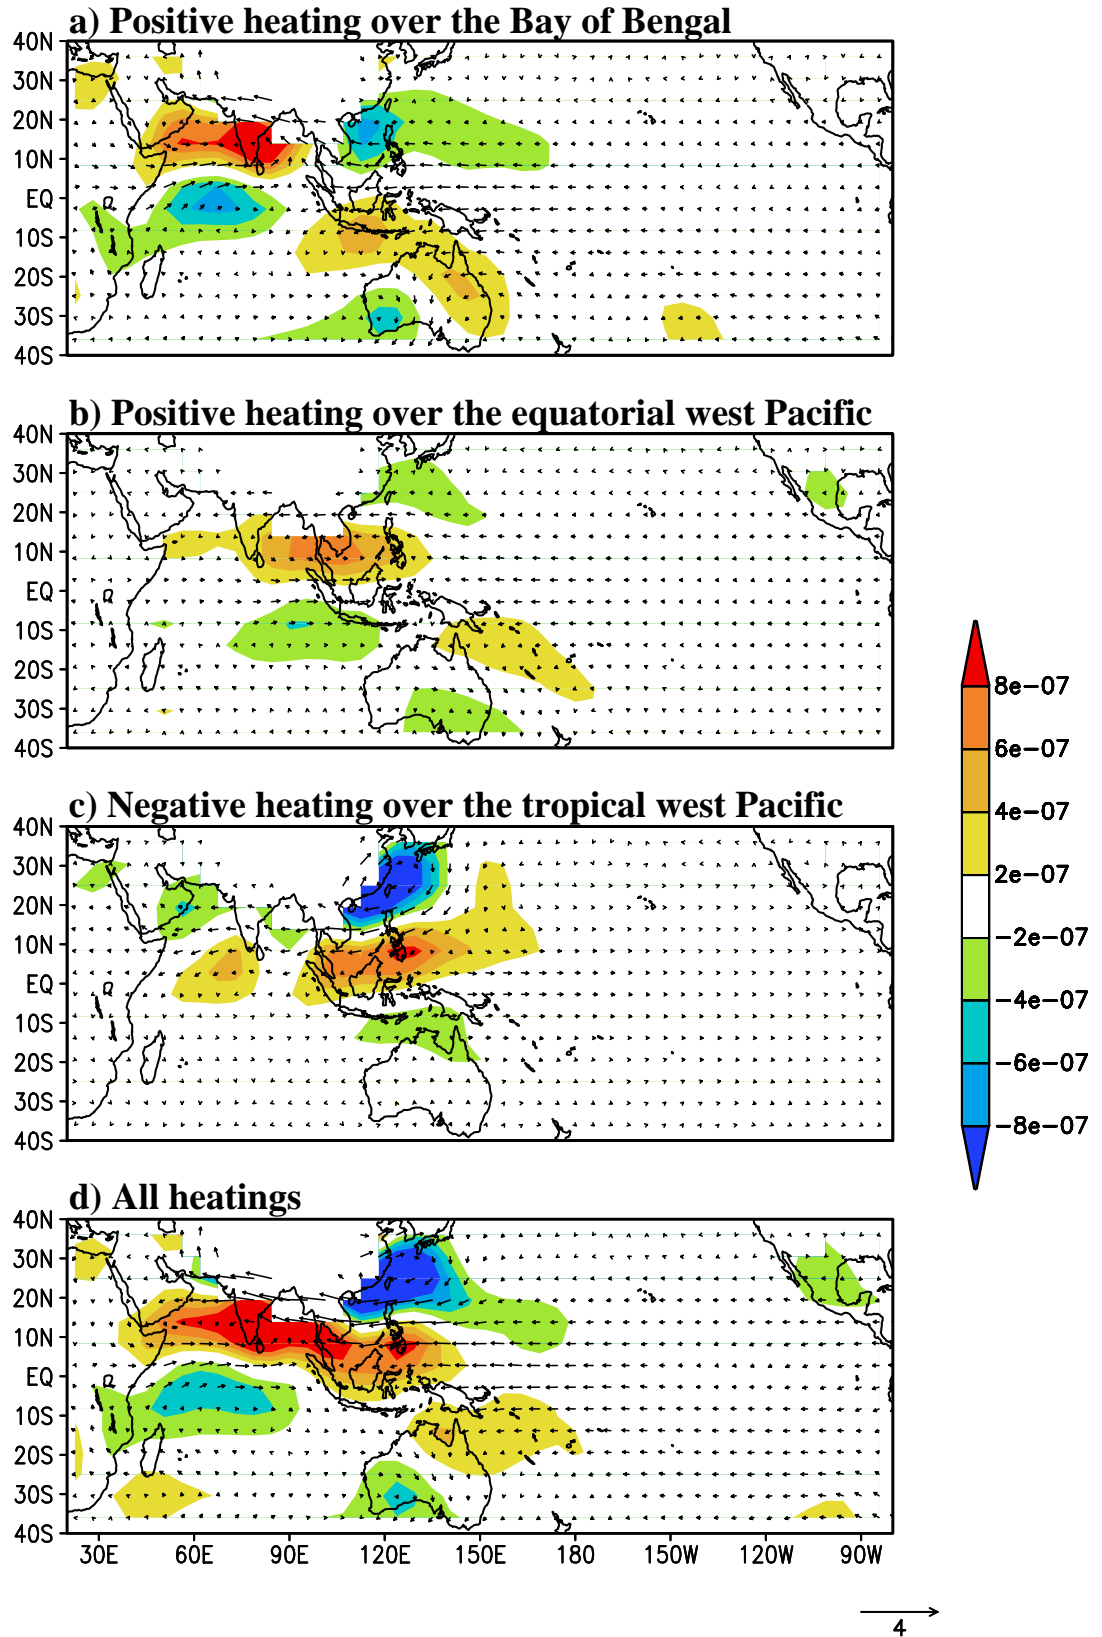 a) Positive heating over the Bay of Bengal
40N
30N
20N
10N
EQ
10S
20S
30S
40S
b) Positive heating over the equatorial west Pacific
40N
30N
20N
10N
EQ
10S
20S
30S
40S
c) Negative heating over the tropical west Pacific
40N
30N
20N
10N
EQ
10S
20S
30S
40S
d) All heatings
40N
30N
20N
10N
EQ
10S
20S
30S
40S
30E 60E 90E 120E 150E 180 150W 120W 90W
8e-07
6e-07
4e-07
2e-07
-2e-07
-4e-07
-6e-07
-8e-07
4